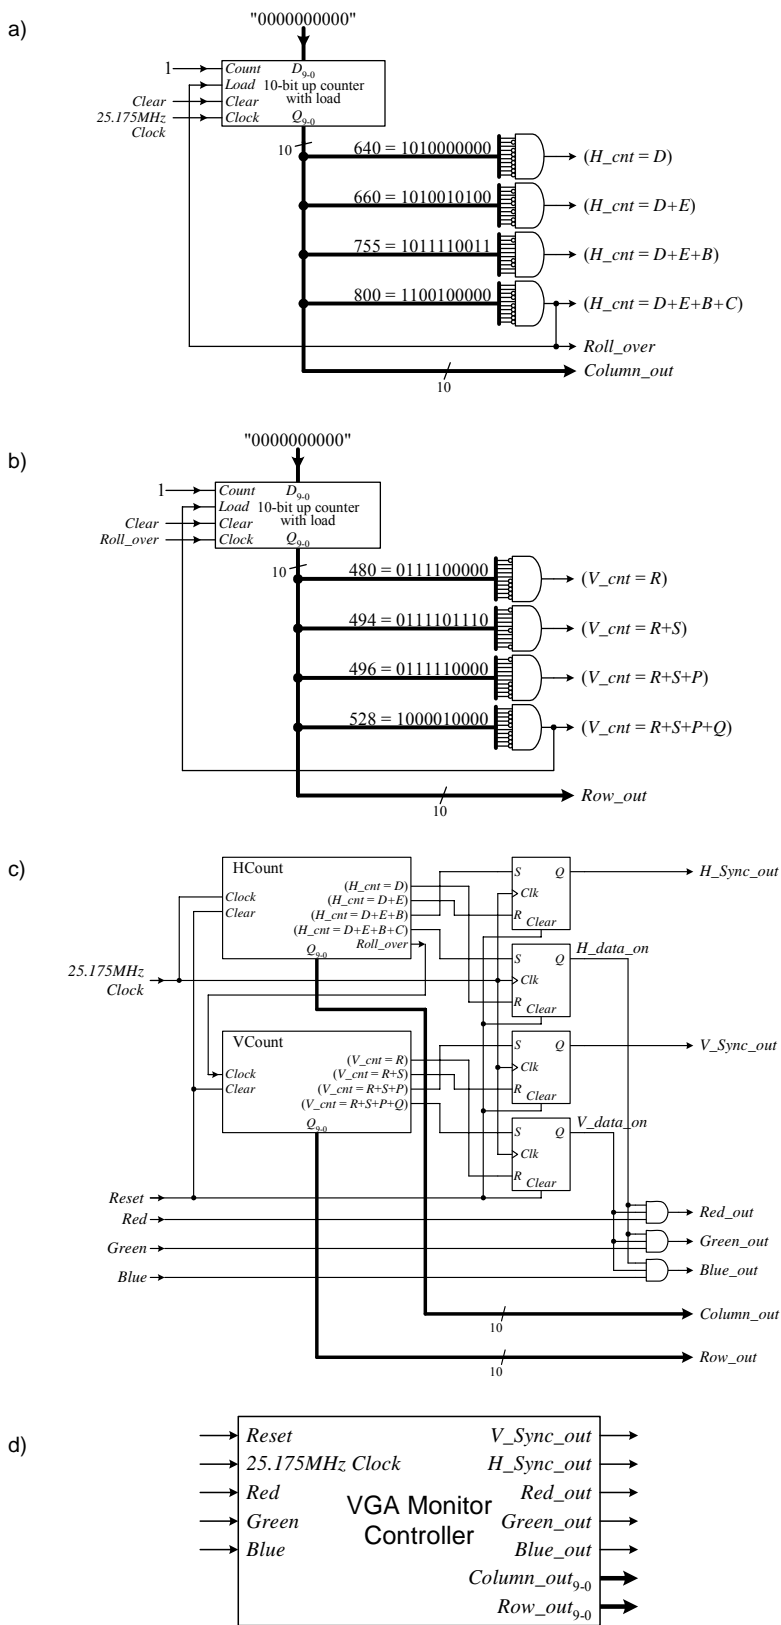 a)
"0000000000"
1
Count
D9-0
Load
10-bit up counter
with load
Clear
Clear
25.175MHz
Clock
Clock
Q9-0
10
640 = 1010000000
(H_cnt = D)
660 = 1010010100
(H_cnt = D+E)
755 = 1011110011
(H_cnt = D+E+B)
800 = 1100100000
(H_cnt = D+E+B+C)
Roll_over
Column_out
10
b)
"0000000000"
1
Count
D9-0
Load
10-bit up counter
with load
Clear
Clear
Roll_over
Clock
Q9-0
10
480 = 0111100000
(V_cnt = R)
494 = 0111101110
(V_cnt = R+S)
496 = 0111110000
(V_cnt = R+S+P)
528 = 1000010000
(V_cnt = R+S+P+Q)
Row_out
10
c)
HCount
Clock
Clear
(H_cnt = D)
(H_cnt = D+E)
(H_cnt = D+E+B)
(H_cnt = D+E+B+C)
Roll_over
Q9-0
25.175MHz
Clock
S Q
Clk
R
Clear
H_Sync_out
S Q
Clk
R
Clear
H_data_on
VCount
Clock
Clear
(V_cnt = R)
(V_cnt = R+S)
(V_cnt = R+S+P)
(V_cnt = R+S+P+Q)
Q9-0
S Q
Clk
R
Clear
V_Sync_out
S Q
Clk
R
Clear
V_data_on
Reset
Red
Red_out
Green
Green_out
Blue
Blue_out
10
Column_out
10
Row_out
d)
Reset
V_Sync_out
25.175MHz Clock
H_Sync_out
Red
Red_out
VGA Monitor
Controller
Green
Green_out
Blue
Blue_out
Column_out9-0
Row_out9-0